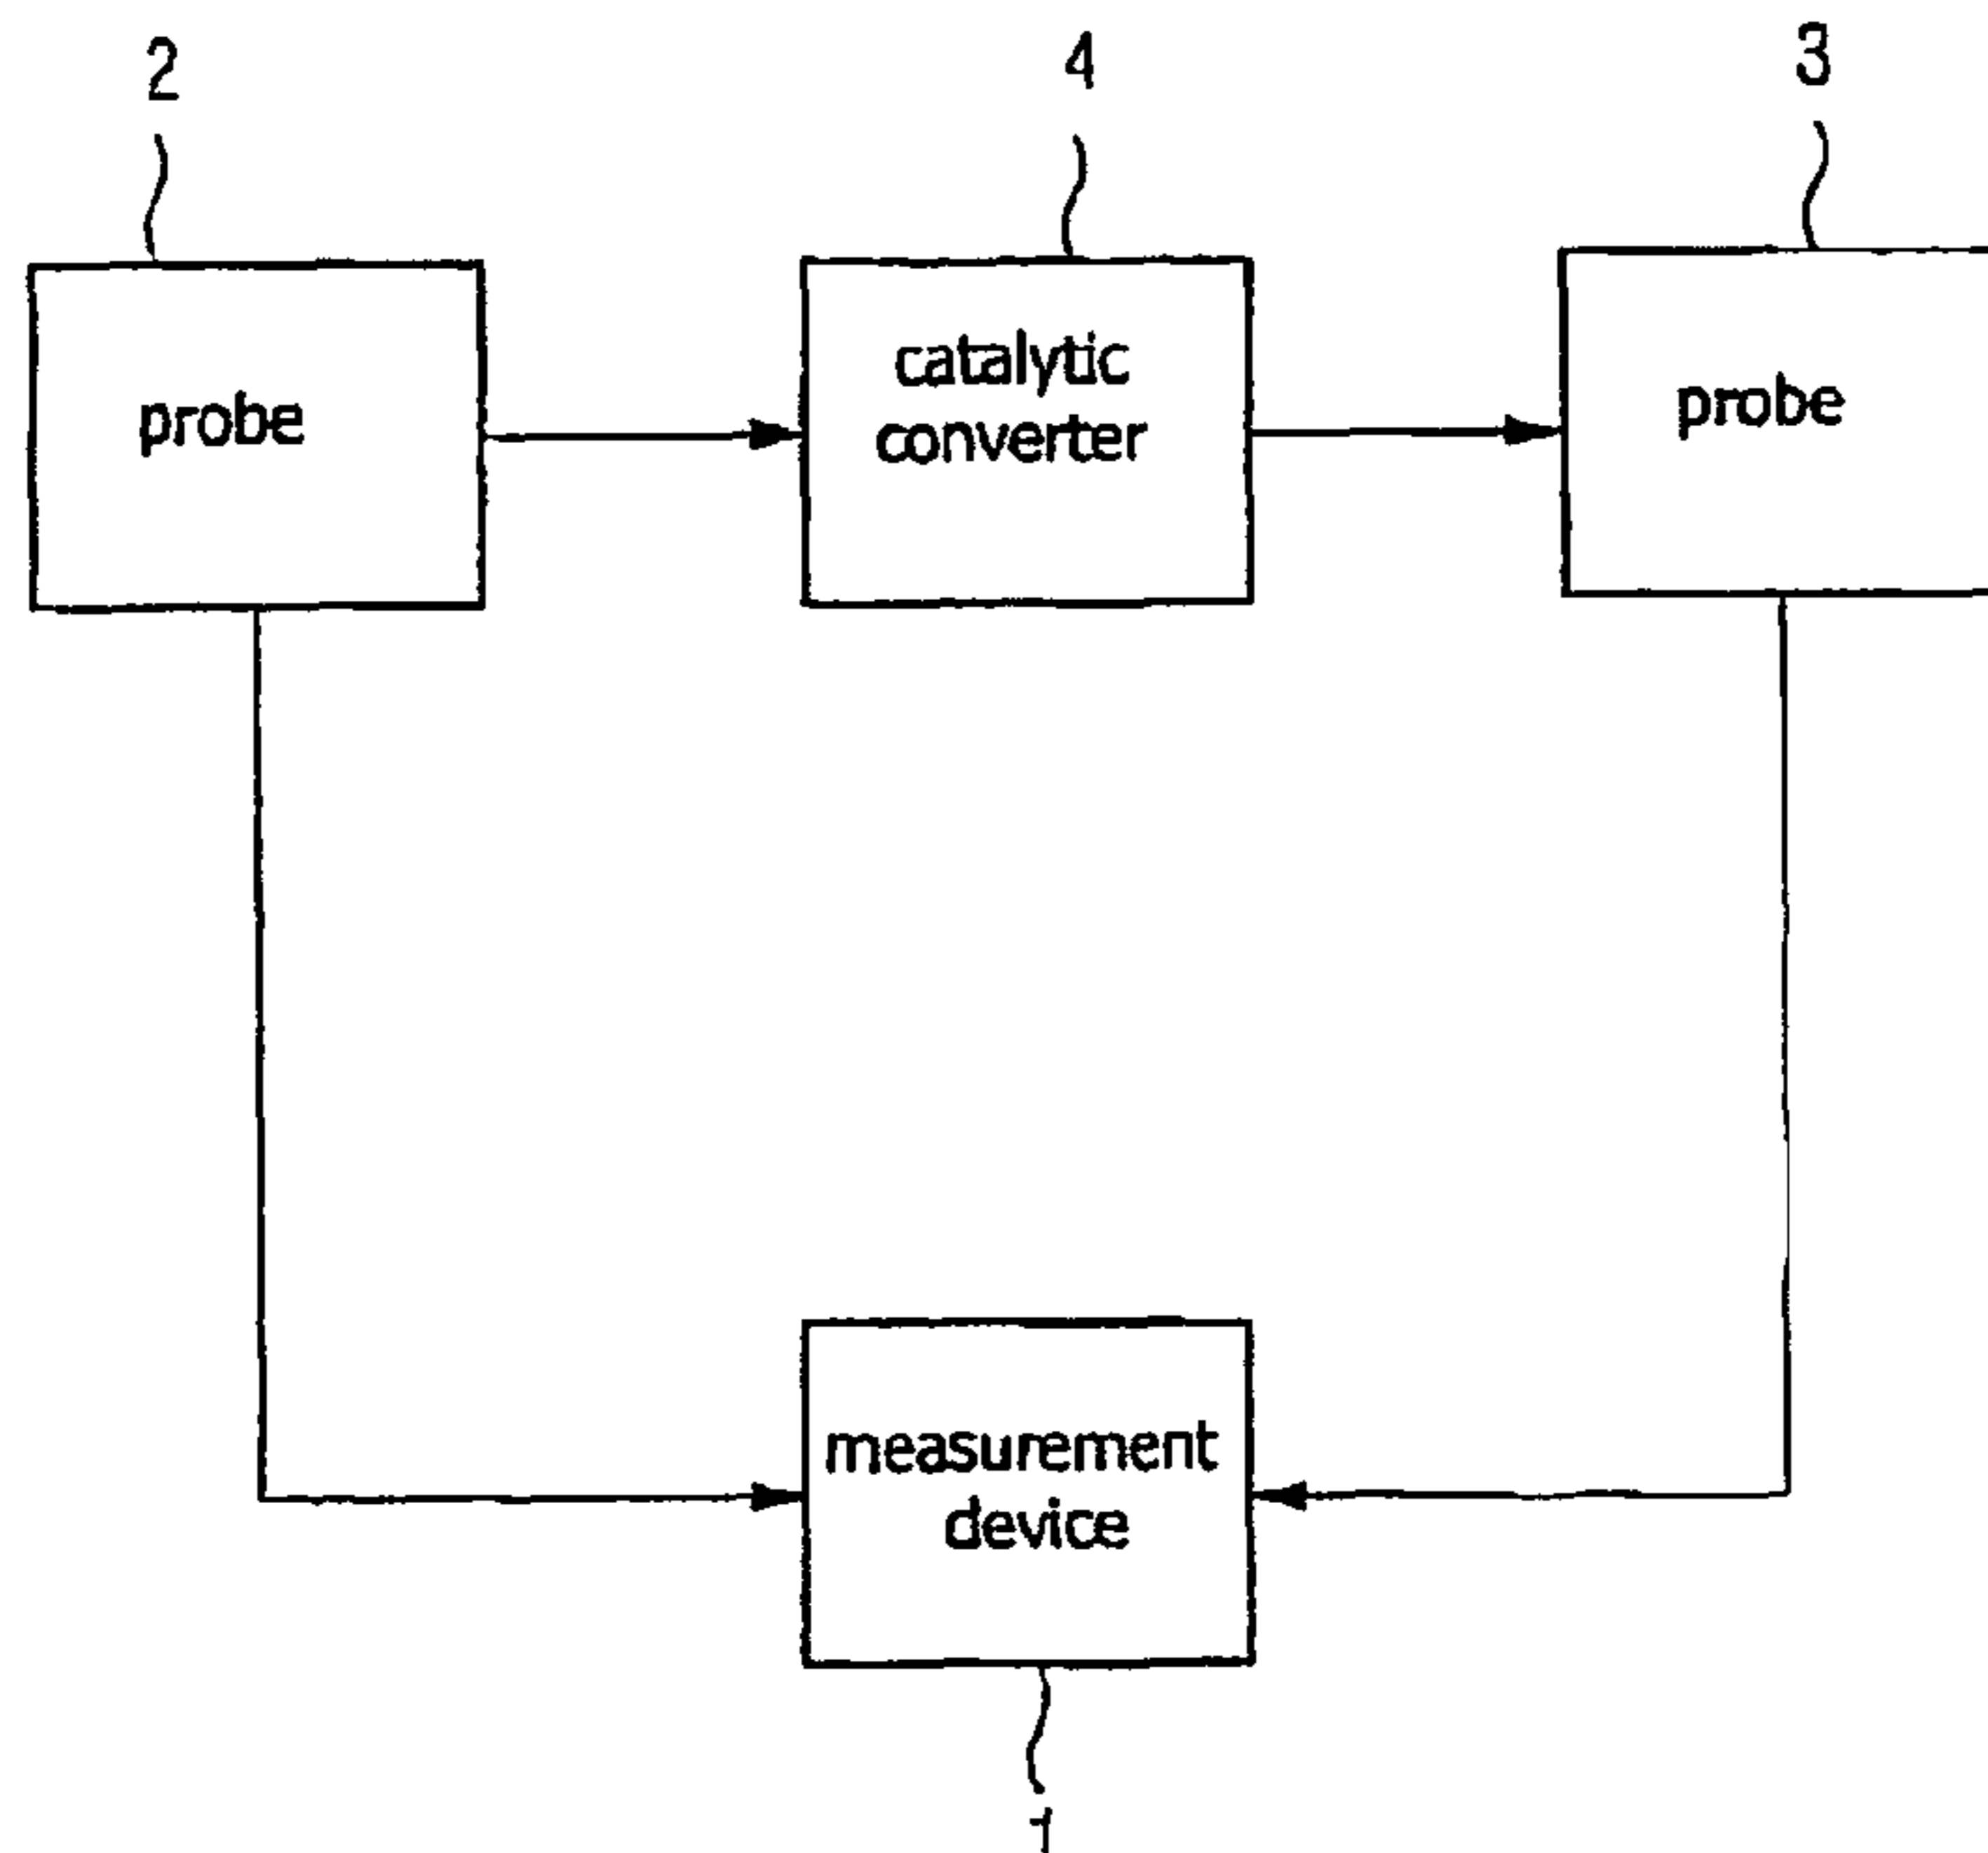 2
4
3
probe
catalytic
converter
probe
measurement
device
1